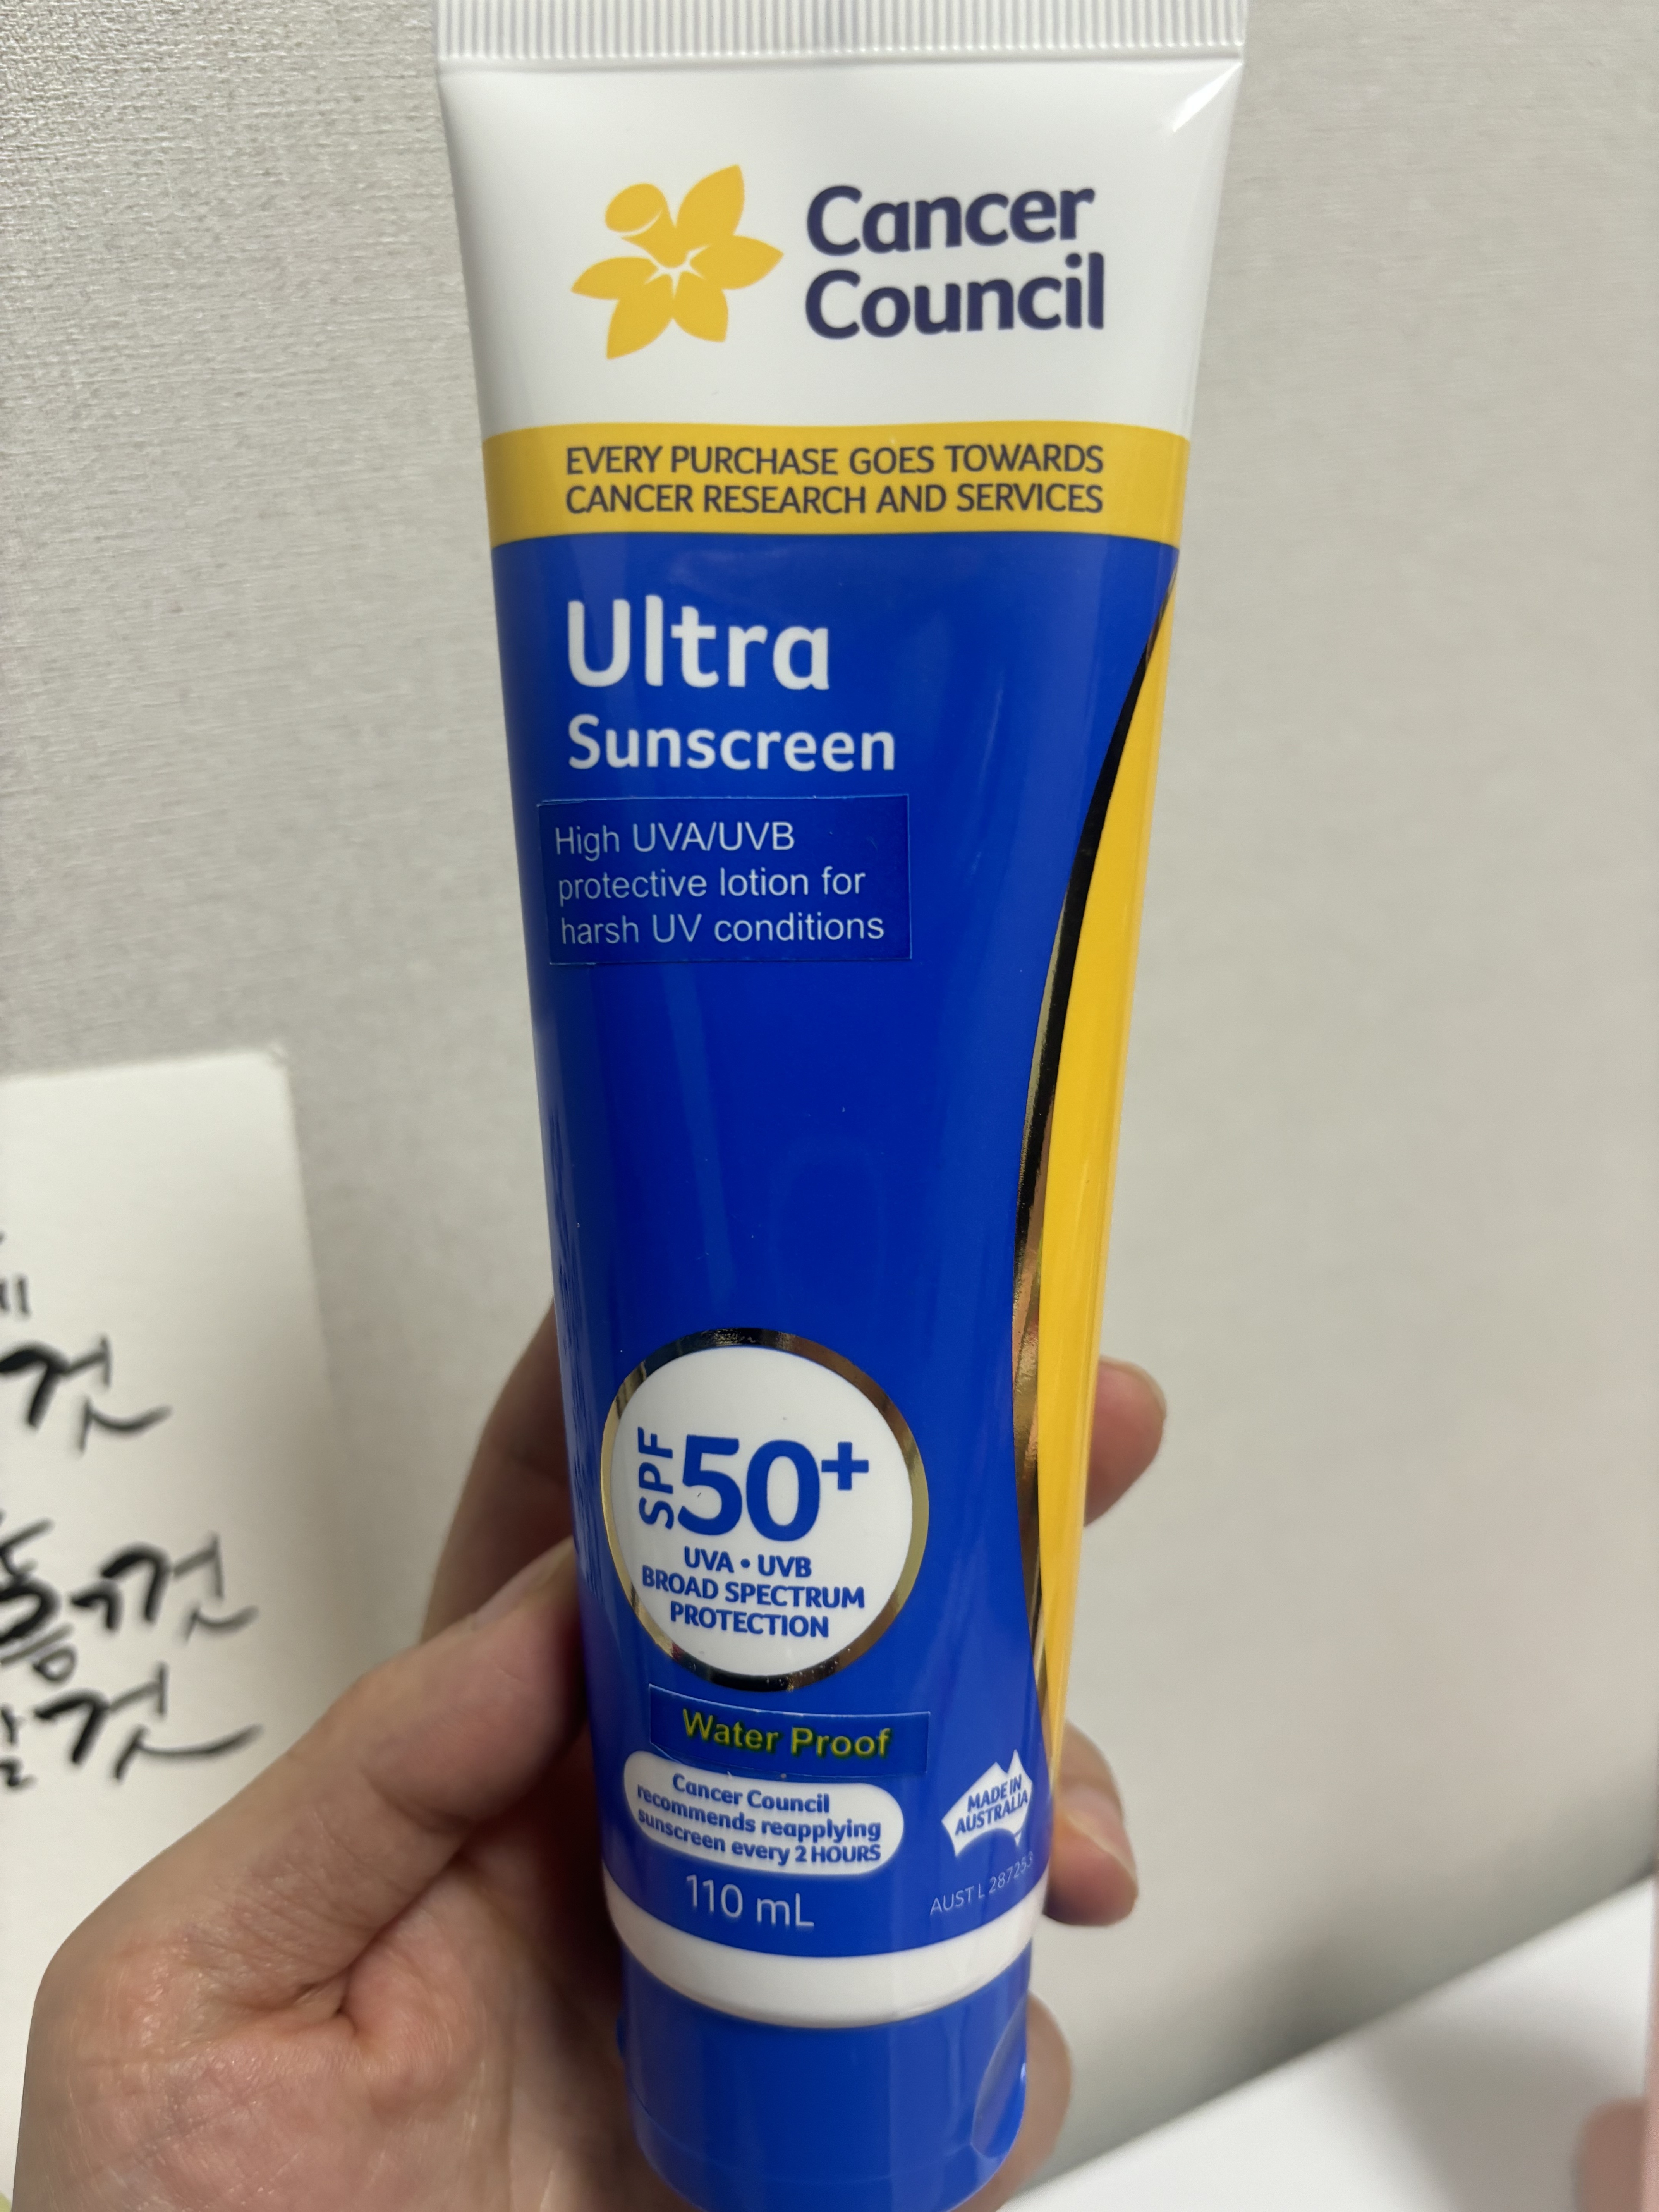 Cancer
Council
EVERY PURCHASE GOES TOWARDS
CANCER RESEARCH AND SERVICES
Ultra
Sunscreen
High UVA/UVB
protective lotion for
harsh UV conditions
SPF 50+
UVA • UVB
BROAD SPECTRUM
PROTECTION
Water Proof
Cancer Council
recommends reapplying
sunscreen every 2 HOURS
MADE IN
AUSTRALIA
AUST L 287253
110 mL
것
것
것